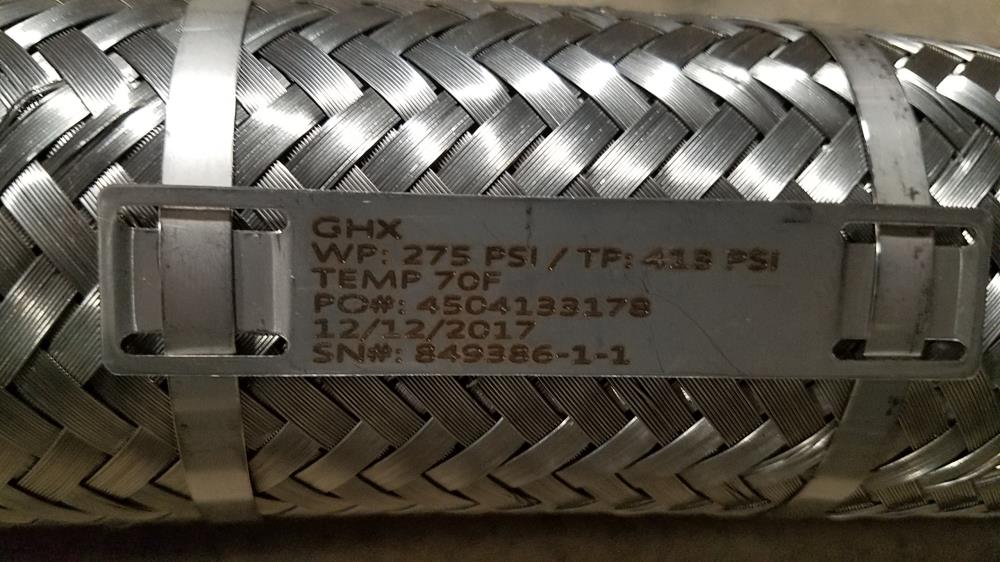 GHX
WP: 275 PSI / TP: 413 PSI
TEMP 70F
PO#: 4504133178
12/12/2017
SN#: 849386-1-1